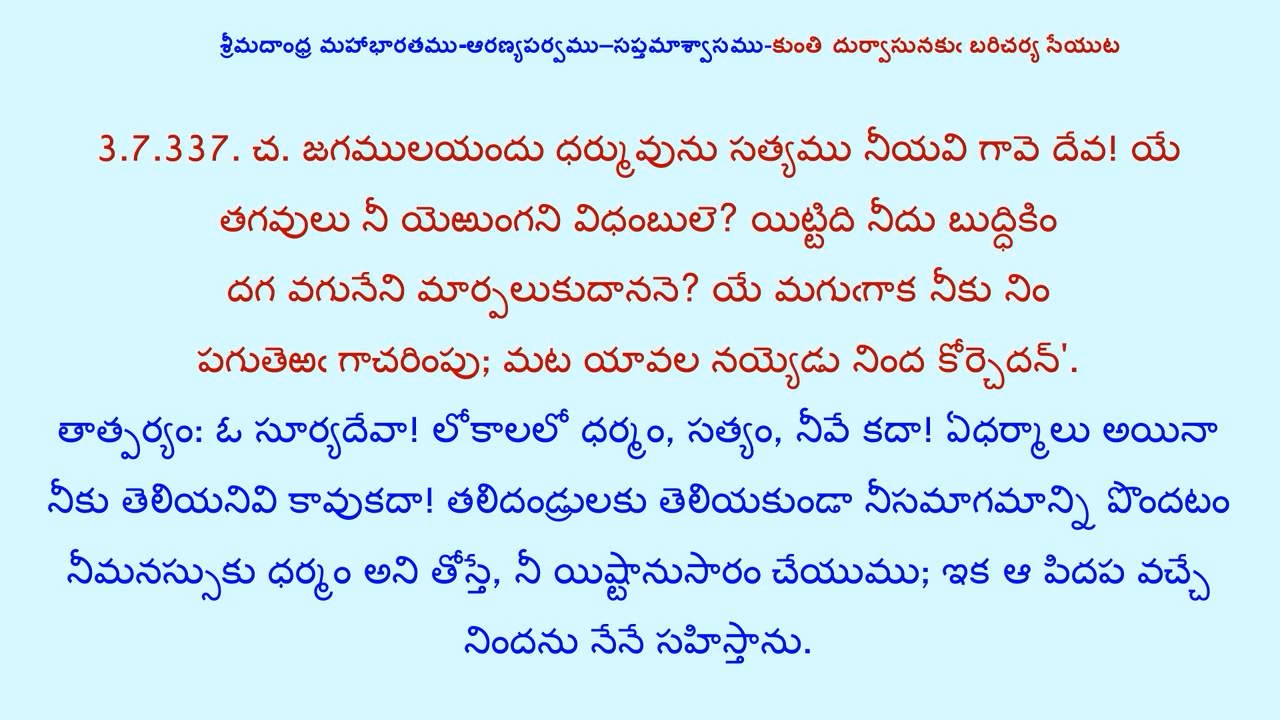 శ్రీమదాంధ్ర మహాభారతము-ఆరణ్యపర్వము–సప్తమాశ్వాసము-కుంతి దుర్వాసునకుఁ బరిచర్య సేయుట
3.7.337. చ. జగములయందు ధర్మువును సత్యము నీయవి గావె దేవ! యే
తగవులు నీ యెఱుంగని విధంబులె? యిట్టిది నీదు బుద్ధికిం
దగ వగునేని మార్పలుకుదాననె? యే మగుఁగాక నీకు నిం
పగుతెఱఁ గాచరింపు; మట యావల నయ్యెడు నింద కోర్చెదన్'.
తాత్పర్యం: ఓ సూర్యదేవా! లోకాలలో ధర్మం, సత్యం, నీవే కదా! ఏధర్మాలు అయినా
నీకు తెలియనివి కావుకదా! తలిదండ్రులకు తెలియకుండా నీసమాగమాన్ని పొందటం
నీమనస్సుకు ధర్మం అని తోస్తే, నీ యిష్టానుసారం చేయుము; ఇక ఆ పిదప వచ్చే
నిందను నేనే సహిస్తాను.